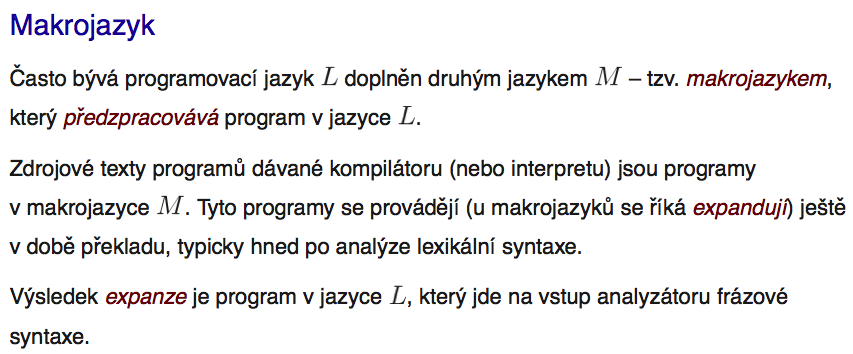 Makrojazyk
Často bývá programovací jazyk L doplněn druhým jazykem M – tzv. makrojazykem,
který předzpracovává program v jazyce L.
Zdrojové texty programů dávané kompilátoru (nebo interpretu) jsou programy
v makrojazyce M. Tyto programy se provádějí (u makrojazyků se říká expandují) ještě
v době překladu, typicky hned po analýze lexikální syntaxe.
Výsledek expanze je program v jazyce L, který jde na vstup analyzátoru frázové
syntaxe.